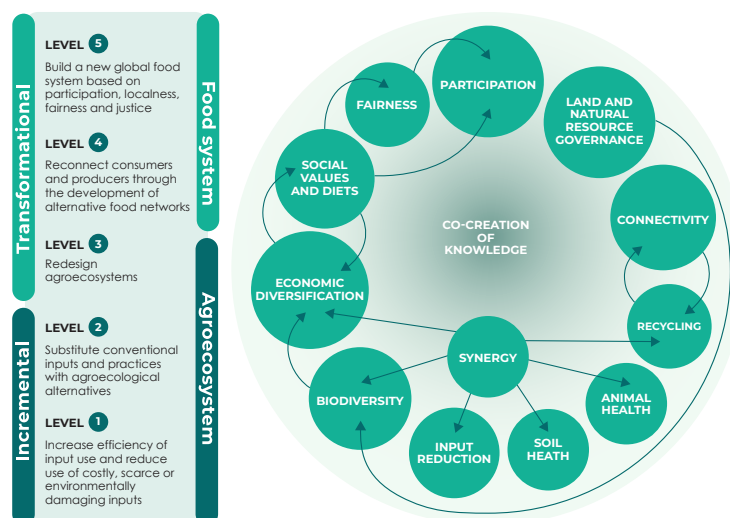 Transformational
Incremental
Food system
Agroecosystem
LEVEL 5
Build a new global food
system based on
participation, localness,
fairness and justice
LEVEL 4
Reconnect consumers
and producers through
the development of
alternative food networks
LEVEL 3
Redesign
agroecosystems
LEVEL 2
Substitute conventional
inputs and practices
with agroecological
alternatives
LEVEL 1
Increase efficiency of
input use and reduce
use of costly, scarce or
environmentally
damaging inputs
PARTICIPATION
FAIRNESS
LAND AND
NATURAL
RESOURCE
GOVERNANCE
SOCIAL
VALUES
AND DIETS
CONNECTIVITY
CO-CREATION
OF
KNOWLEDGE
ECONOMIC
DIVERSIFICATION
RECYCLING
SYNERGY
BIODIVERSITY
ANIMAL
HEALTH
INPUT
REDUCTION
SOIL
HEATH